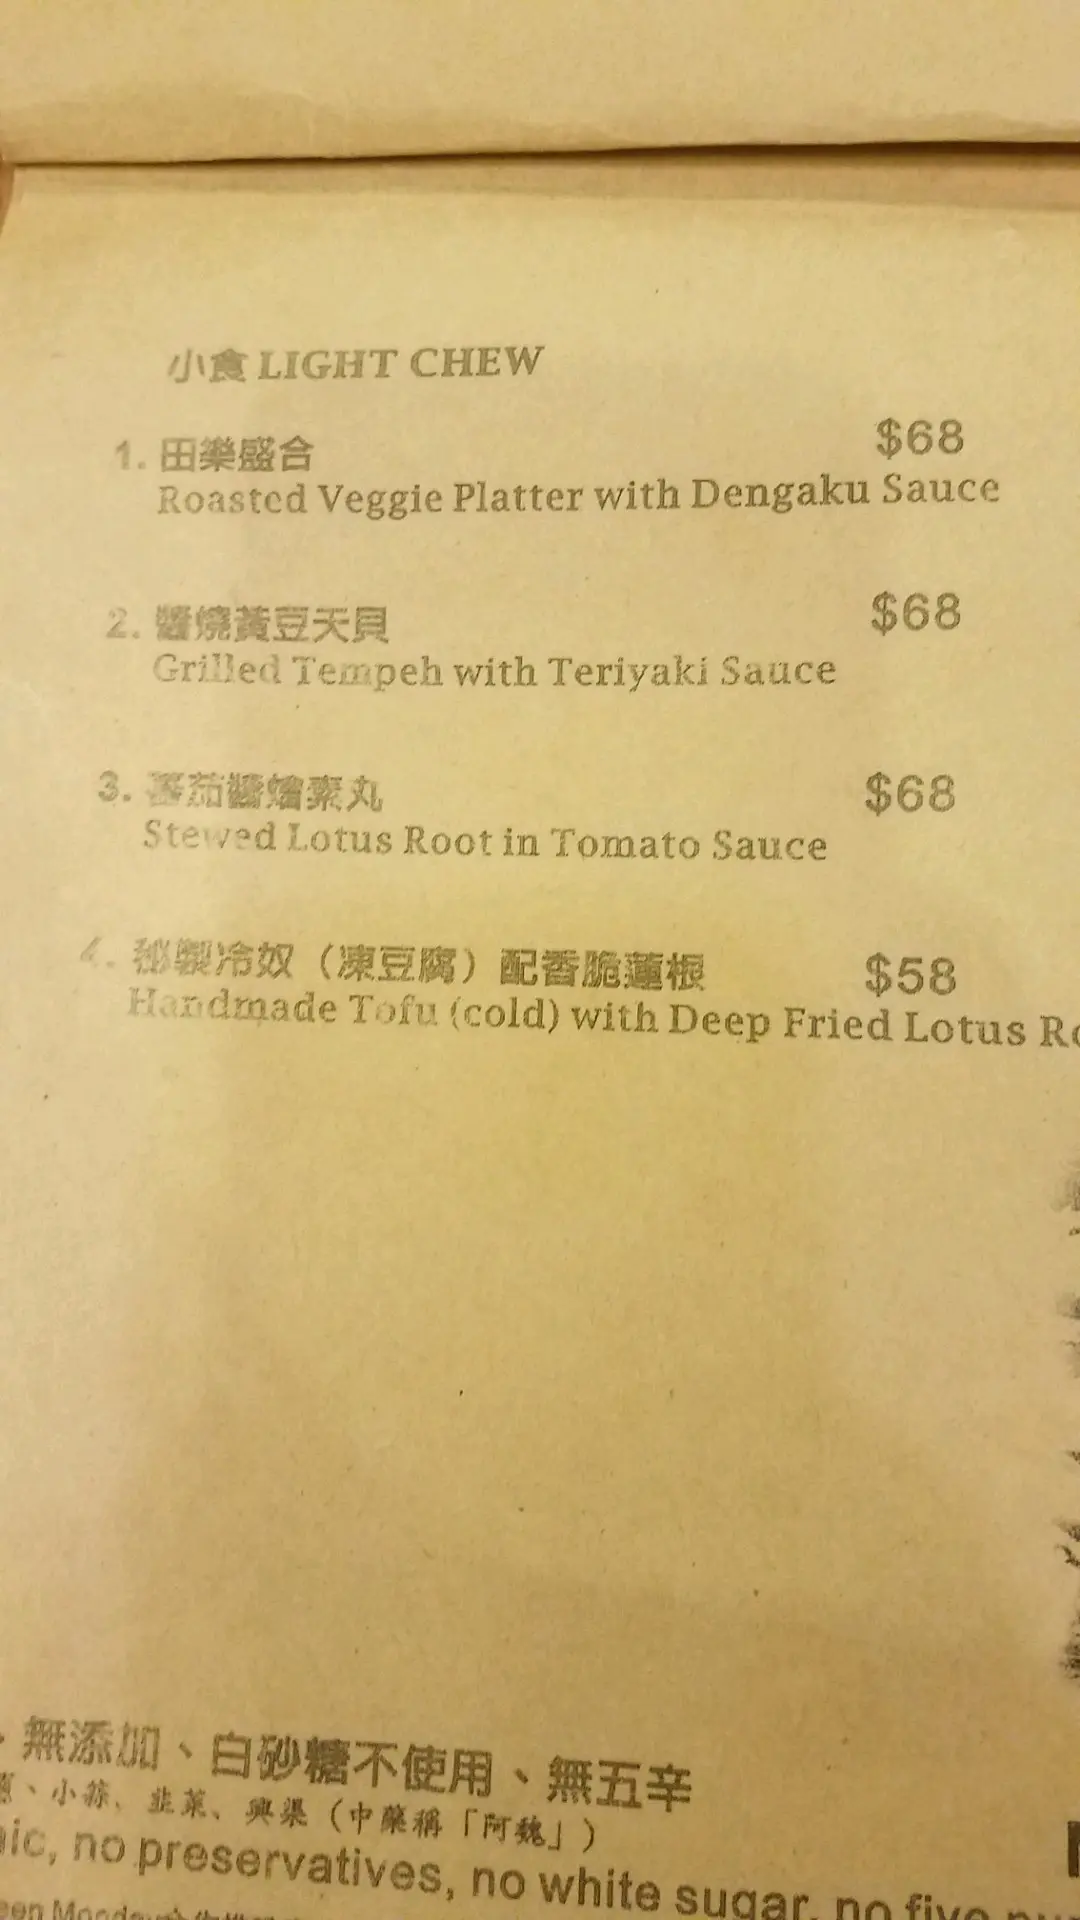 小食 LIGHT CHEW
1. 田樂盛合 $68
Roasted Veggie Platter with Dengaku Sauce
2. 醬燒黃豆天貝 $68
Grilled Tempeh with Teriyaki Sauce
3. 蕃茄醬燴素丸 $68
Stewed Lotus Root in Tomato Sauce
4. 秘製冷奴（凍豆腐）配香脆蓮根 $58
Handmade Tofu (cold) with Deep Fried Lotus
、無添加、白砂糖不使用、無五辛
、小蒜、韭菜、興渠（中藥稱「阿魏」）
no preservatives, no white sugar, no five